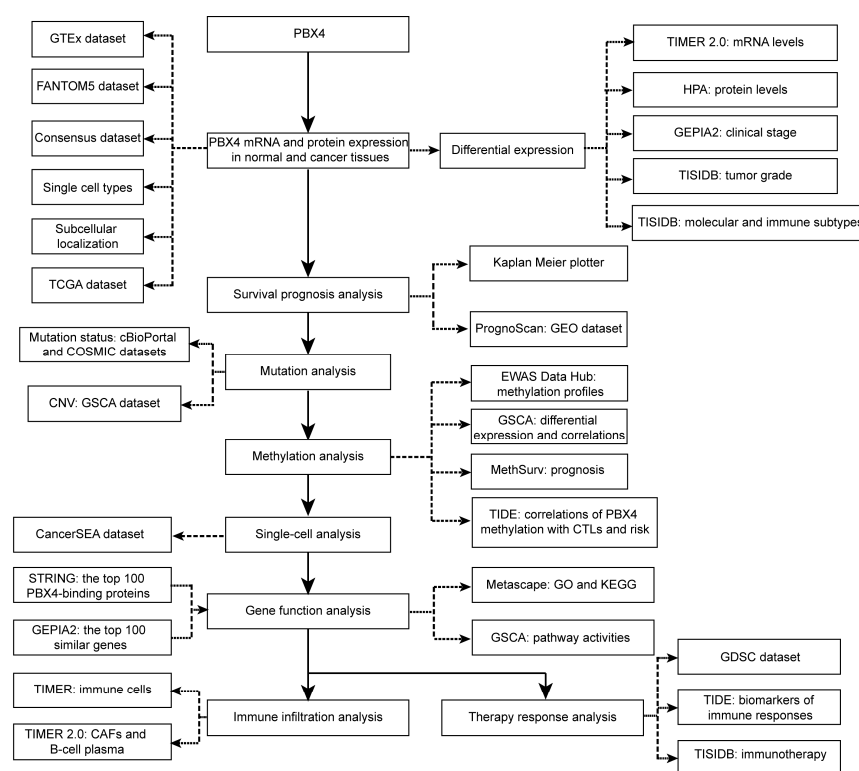 PBX4
GTEx dataset
FANTOM5 dataset
Consensus dataset
Single cell types
Subcellular
localization
TCGA dataset
PBX4 mRNA and protein expression
in normal and cancer tissues
Differential expression
TIMER 2.0: mRNA levels
HPA: protein levels
GEPIA2: clinical stage
TISIDB: tumor grade
TISIDB: molecular and immune subtypes
Survival prognosis analysis
Kaplan Meier plotter
PrognoScan: GEO dataset
Mutation status: cBioPortal
and COSMIC datasets
CNV: GSCA dataset
Mutation analysis
Methylation analysis
EWAS Data Hub:
methylation profiles
GSCA: differential
expression and correlations
MethSurv: prognosis
TIDE: correlations of PBX4
methylation with CTLs and risk
CancerSEA dataset
Single-cell analysis
STRING: the top 100
PBX4-binding proteins
GEPIA2: the top 100
similar genes
Gene function analysis
Metascape: GO and KEGG
GSCA: pathway activities
TIMER: immune cells
TIMER 2.0: CAFs and
B-cell plasma
Immune infiltration analysis
Therapy response analysis
GDSC dataset
TIDE: biomarkers of
immune responses
TISIDB: immunotherapy